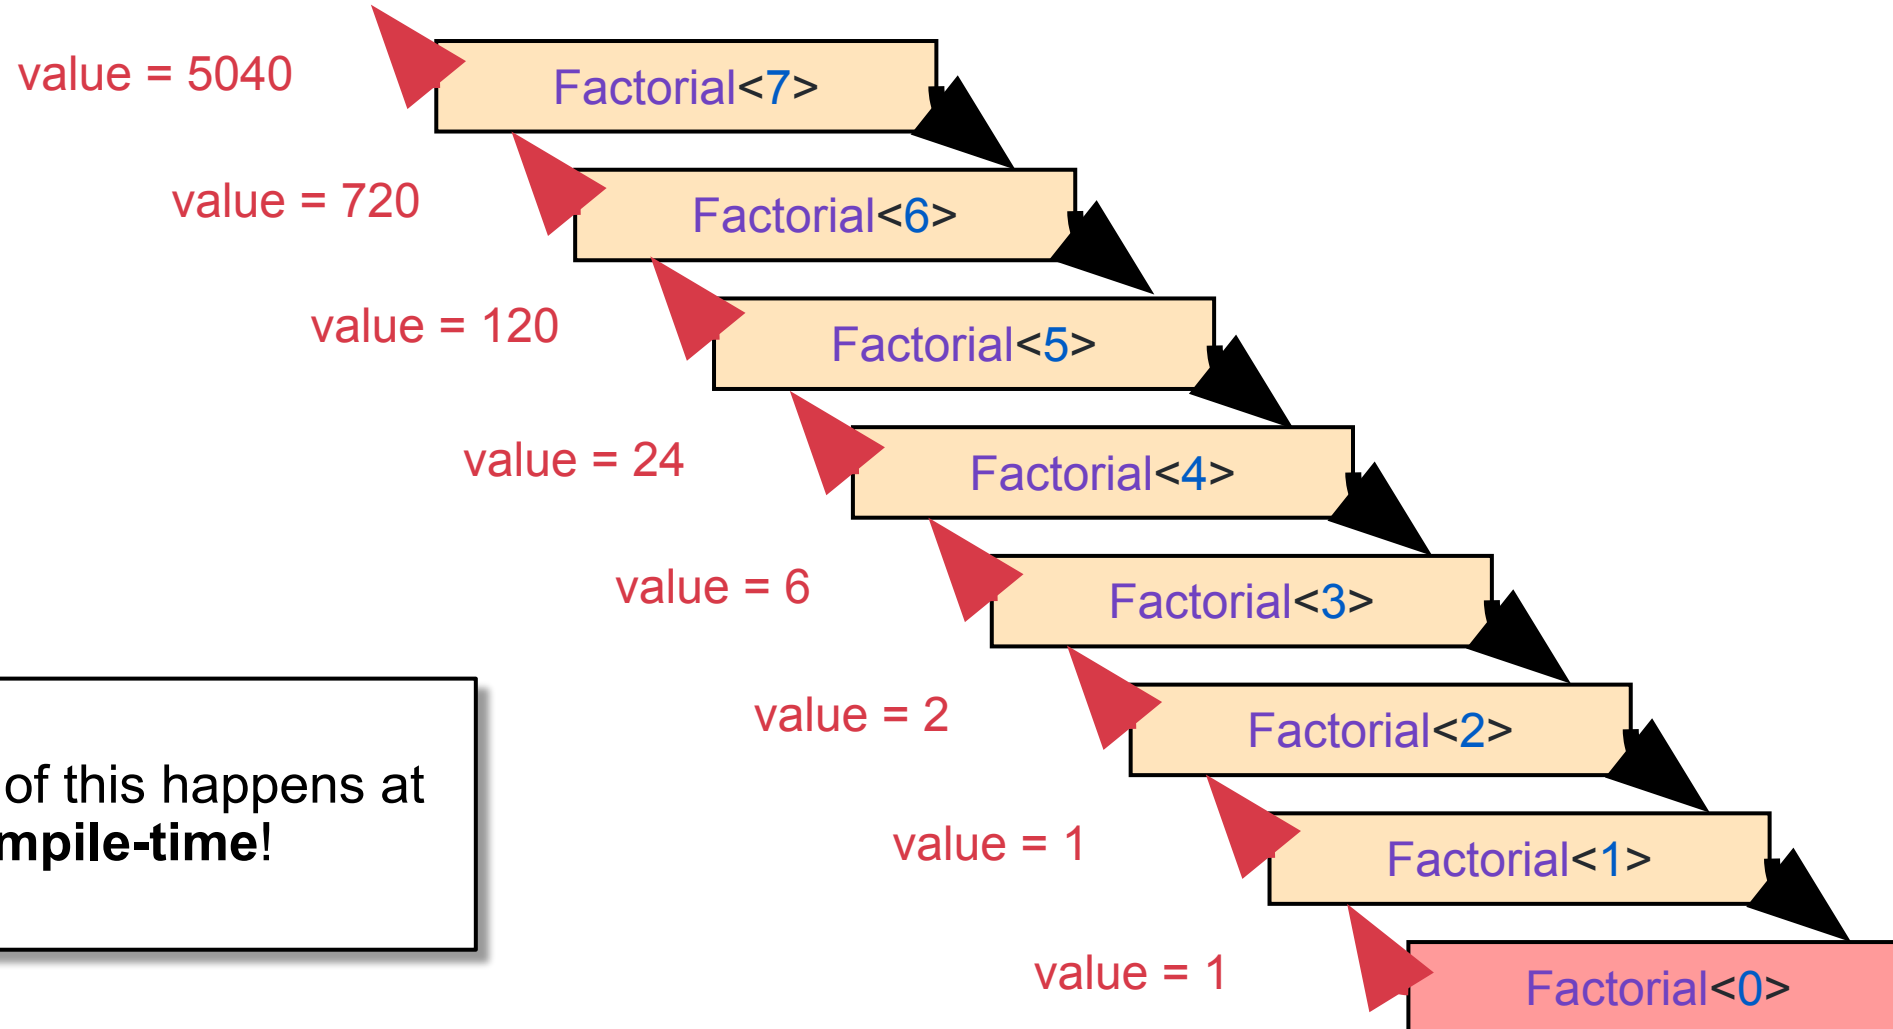 value = 5040
Factorial<7>
value = 720
Factorial<6>
value = 120
Factorial<5>
value = 24
Factorial<4>
value = 6
Factorial<3>
value = 2
Factorial<2>
of this happens at
mpile-time!
value = 1
Factorial<1>
value = 1
Factorial<0>